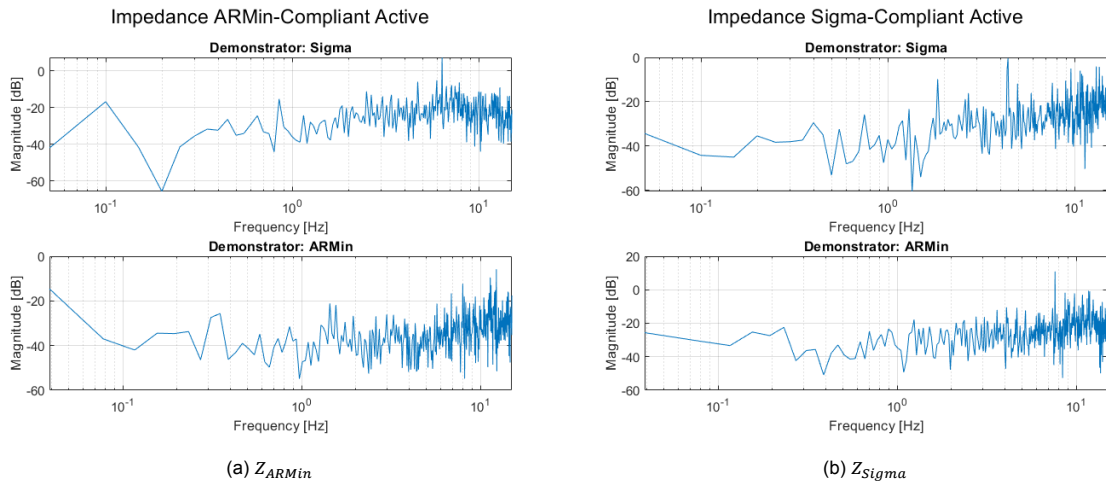 Impedance ARMin-Compliant Active
Demonstrator: Sigma
Magnitude [dB]
0
-20
-40
-60
10^-1
10^0
10^1
Frequency [Hz]
Demonstrator: ARMin
Magnitude [dB]
0
-20
-40
-60
10^-1
10^0
10^1
Frequency [Hz]
(a) Z_ARMin
Impedance Sigma-Compliant Active
Demonstrator: Sigma
Magnitude [dB]
0
-20
-40
-60
10^-1
10^0
10^1
Frequency [Hz]
Demonstrator: ARMin
Magnitude [dB]
20
0
-20
-40
-60
10^-1
10^0
10^1
Frequency [Hz]
(b) Z_Sigma